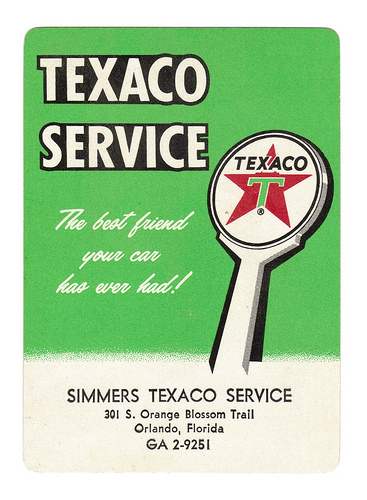 TEXACO
SERVICE
TEXACO
T
®
The best friend
your car
has ever had!
SIMMERS TEXACO SERVICE
301 S. Orange Blossom Trail
Orlando, Florida
GA 2-9251